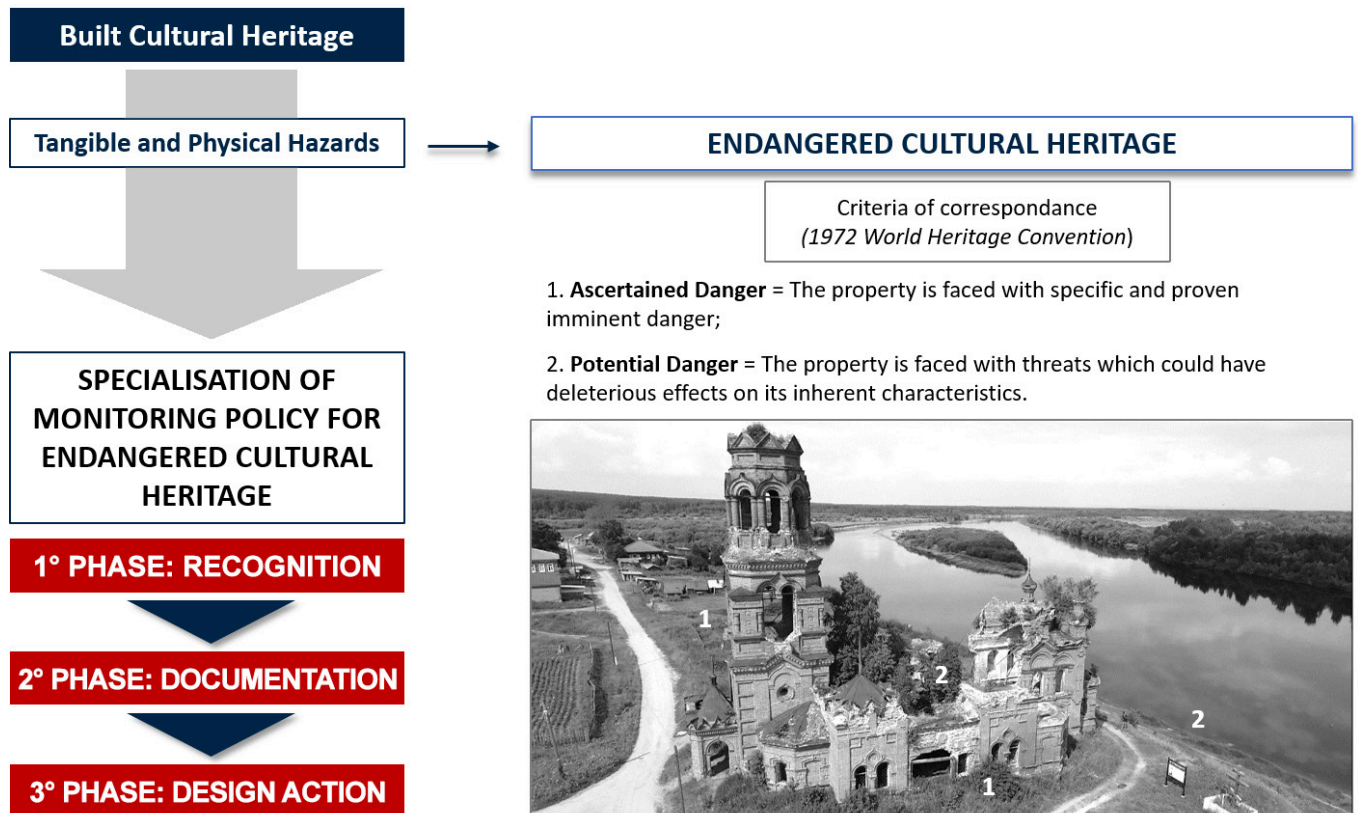 Built Cultural Heritage
Tangible and Physical Hazards
SPECIALISATION OF
MONITORING POLICY FOR
ENDANGERED CULTURAL
HERITAGE
1° PHASE: RECOGNITION
2° PHASE: DOCUMENTATION
3° PHASE: DESIGN ACTION
ENDANGERED CULTURAL HERITAGE
Criteria of correspondance
(1972 World Heritage Convention)
1. Ascertained Danger = The property is faced with specific and proven
imminent danger;
2. Potential Danger = The property is faced with threats which could have
deleterious effects on its inherent characteristics.
1
2
2
1